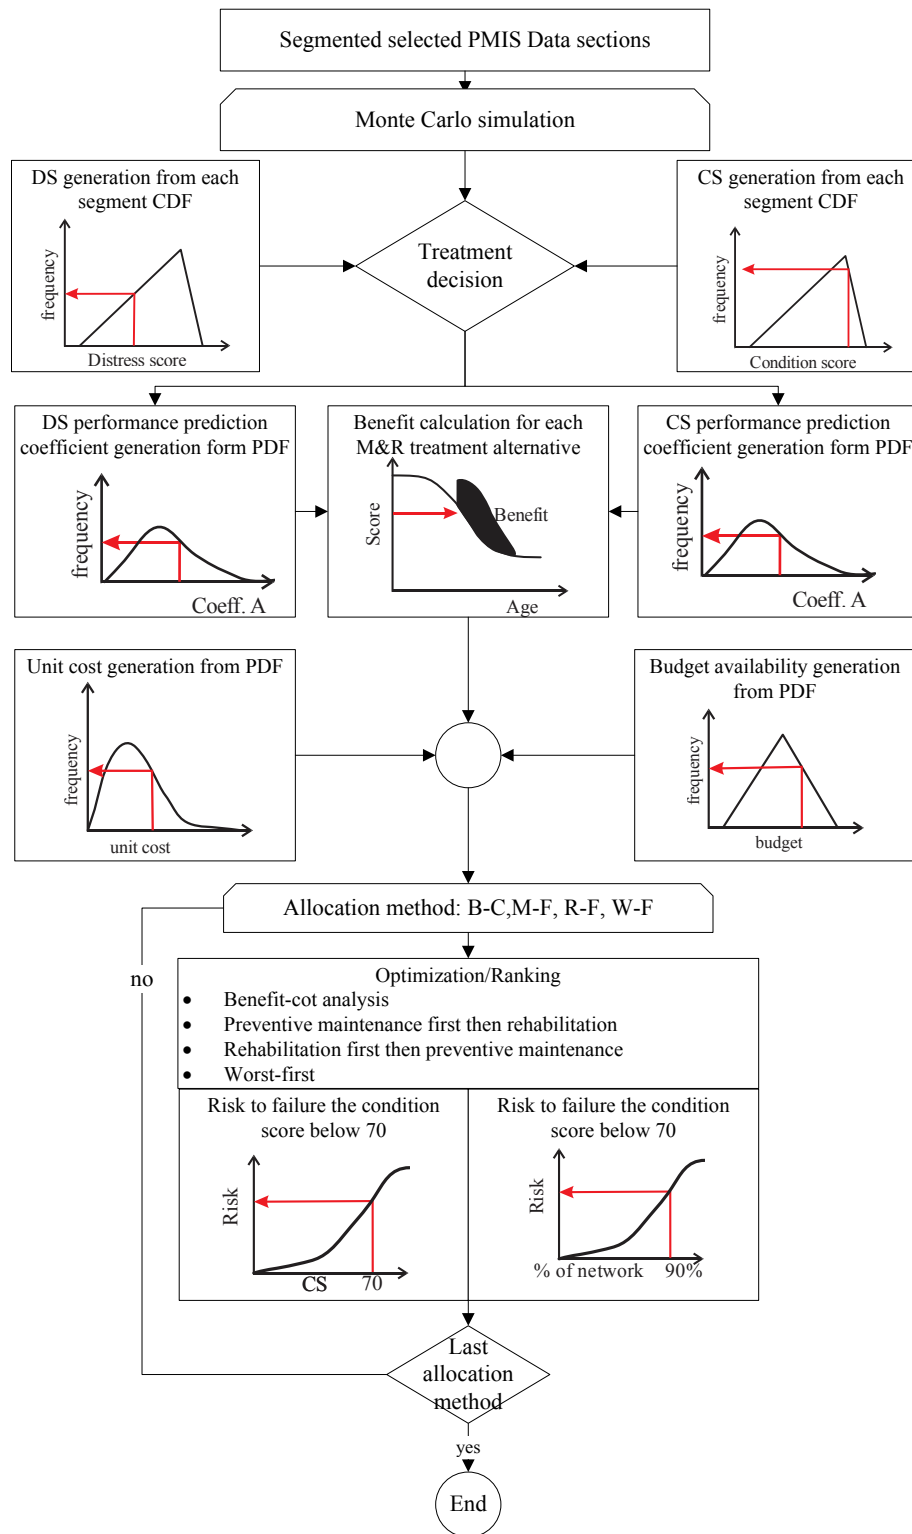 Segmented selected PMIS Data sections
Monte Carlo simulation
DS generation from each
segment CDF
frequency
Distress score
Treatment
decision
CS generation from each
segment CDF
frequency
Condition score
DS performance prediction
coefficient generation form PDF
frequency
Coeff. A
Benefit calculation for each
M&R treatment alternative
Score
Benefit
Age
CS performance prediction
coefficient generation form PDF
frequency
Coeff. A
Unit cost generation from PDF
frequency
unit cost
Budget availability generation
from PDF
frequency
budget
Allocation method: B-C,M-F, R-F, W-F
no
Optimization/Ranking
• Benefit-cot analysis
• Preventive maintenance first then rehabilitation
• Rehabilitation first then preventive maintenance
• Worst-first
Risk to failure the condition
score below 70
Risk
CS 70
Risk to failure the condition
score below 70
Risk
% of network 90%
Last
allocation
method
yes
End